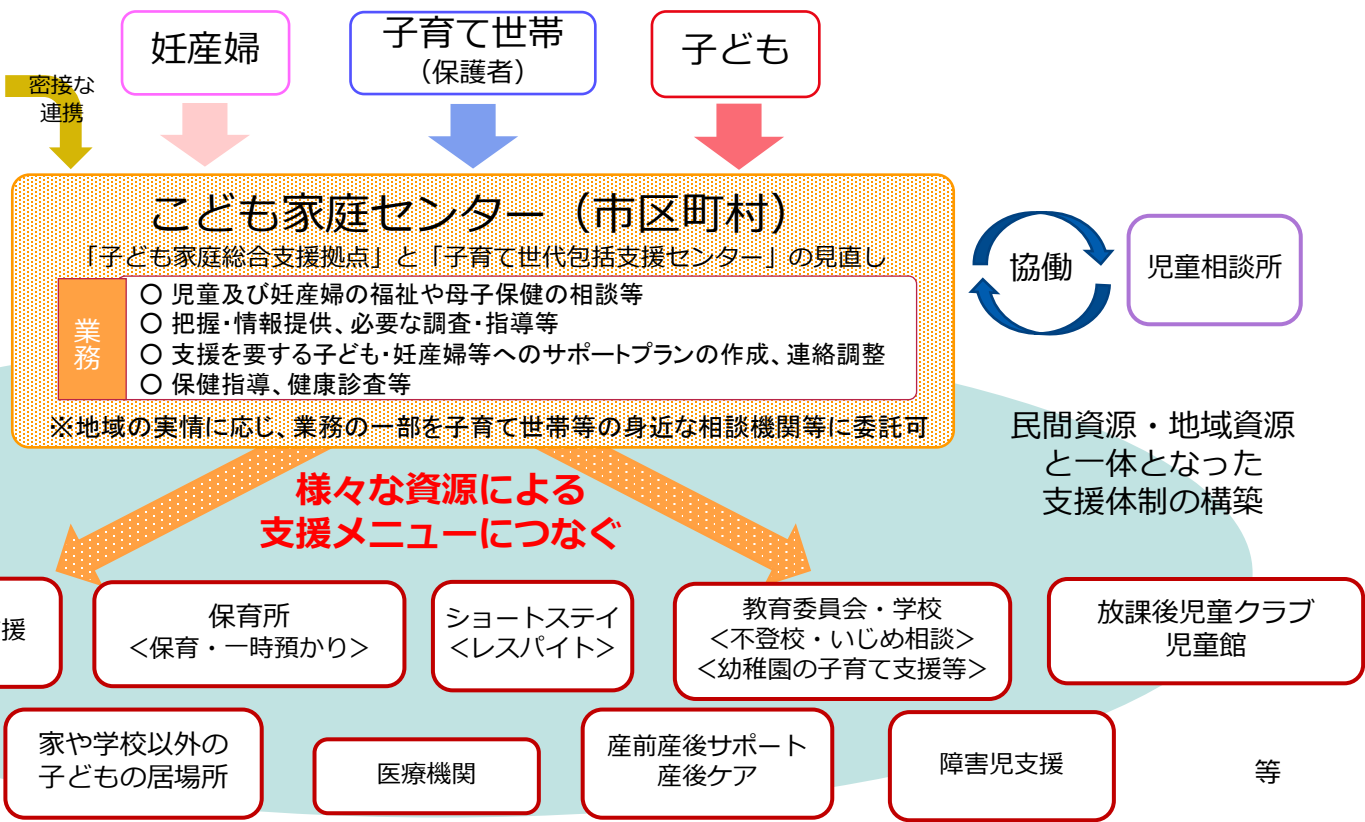 妊産婦
子育て世帯
（保護者）
子ども
密接な
連携
こども家庭センター（市区町村）
「子ども家庭総合支援拠点」と「子育て世代包括支援センター」の見直し
業務
〇 児童及び妊産婦の福祉や母子保健の相談等
〇 把握・情報提供、必要な調査・指導等
〇 支援を要する子ども・妊産婦等へのサポートプランの作成、連絡調整
〇 保健指導、健康診査等
※地域の実情に応じ、業務の一部を子育て世帯等の身近な相談機関等に委託可
協働
児童相談所
民間資源・地域資源
と一体となった
支援体制の構築
様々な資源による
支援メニューにつなぐ
援
保育所
<保育・一時預かり>
ショートステイ
<レスパイト>
教育委員会・学校
<不登校・いじめ相談>
<幼稚園の子育て支援等>
放課後児童クラブ
児童館
家や学校以外の
子どもの居場所
医療機関
産前産後サポート
産後ケア
障害児支援
等